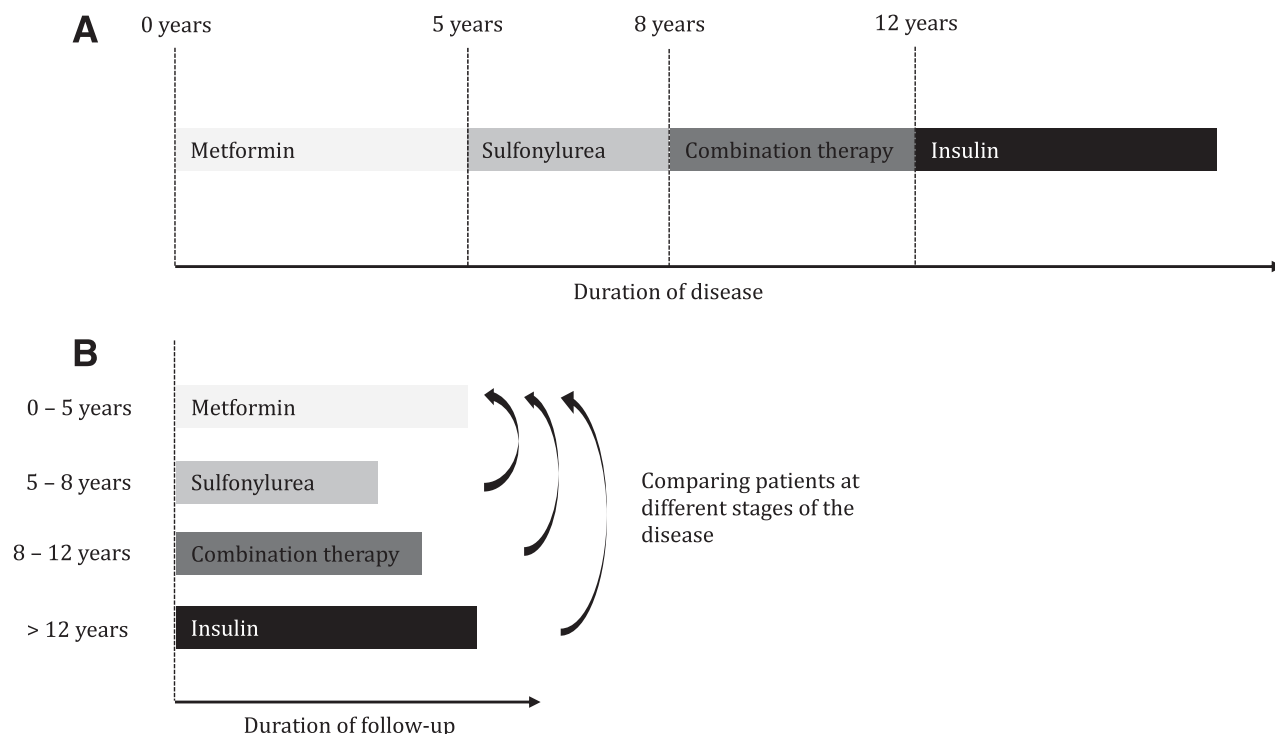 A
0 years
5 years
8 years
12 years
Metformin
Sulfonylurea
Combination therapy
Insulin
Duration of disease
B
0 – 5 years
Metformin
5 – 8 years
Sulfonylurea
8 – 12 years
Combination therapy
> 12 years
Insulin
Comparing patients at
different stages of the
disease
Duration of follow-up